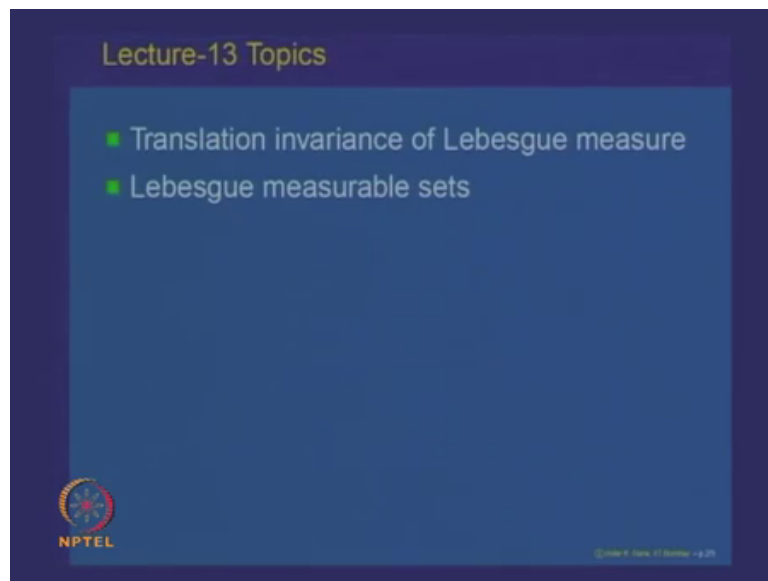 Lecture-13 Topics
Translation invariance of Lebesgue measure
Lebesgue measurable sets
NPTEL